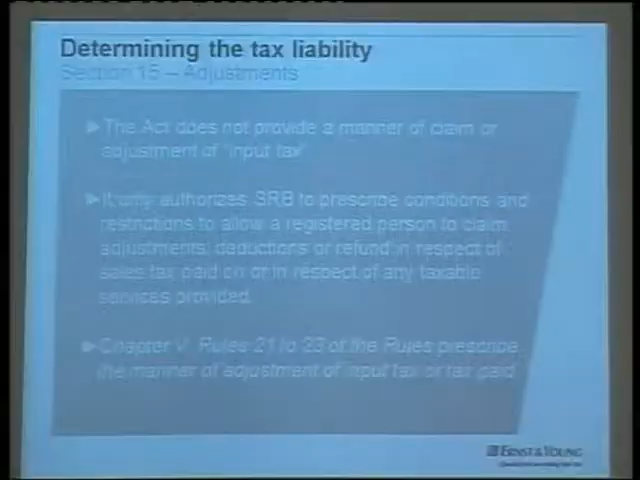 Determining the tax liability
Section 15 – Adjustments
The Act does not provide a manner of claim or
adjustment of "input tax"
It only authorizes SRB to prescribe conditions and
restrictions to allow a registered person to claim
adjustments, deductions or refund in respect of
sales tax paid on or in respect of any taxable
services provided.
Chapter V, Rules 21 to 23 of the Rules prescribe
the manner of adjustment of input tax or tax paid
ERNST & YOUNG